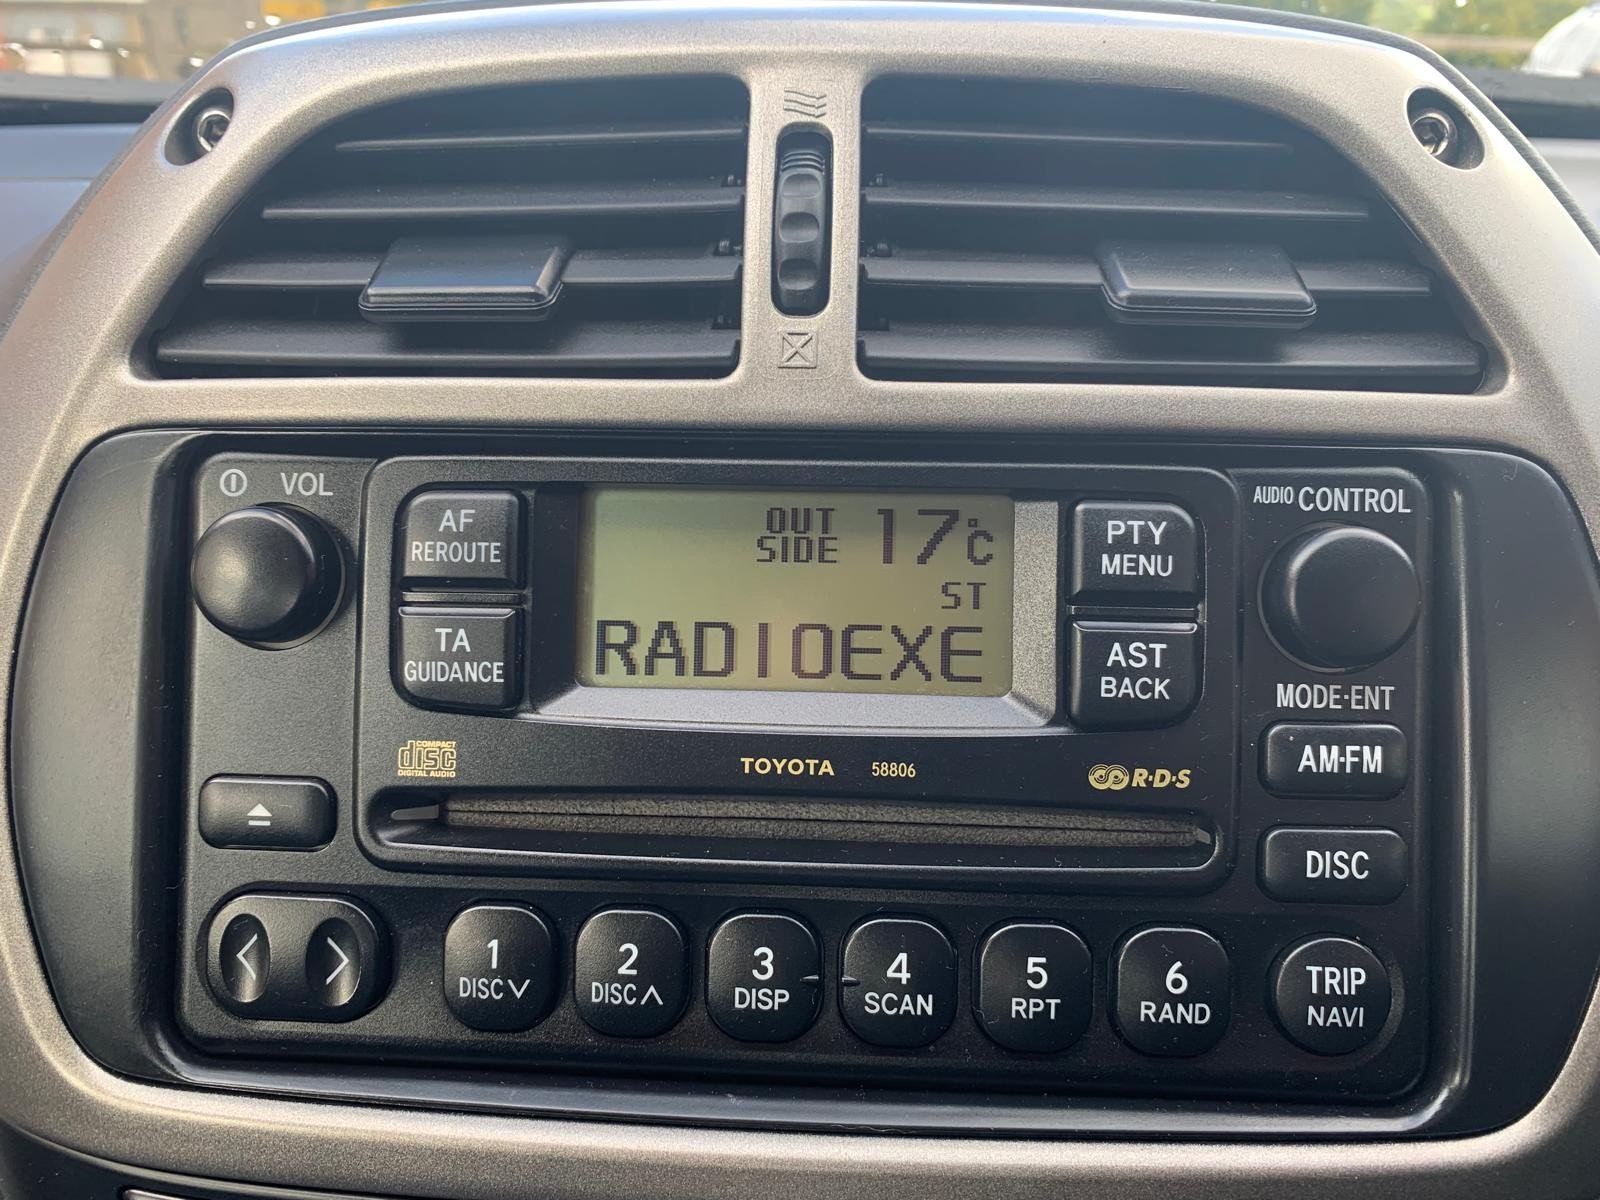 VOL
AF
REROUTE
TA
GUIDANCE
OUT
SIDE
17°C
ST
RADIOEXE
PTY
MENU
AST
BACK
AUDIO CONTROL
MODE·ENT
AM·FM
DISC
COMPACT
disc
DIGITAL AUDIO
TOYOTA 58806
R·D·S
1
DISC
2
DISC
3
DISP
4
SCAN
5
RPT
6
RAND
TRIP
NAVI